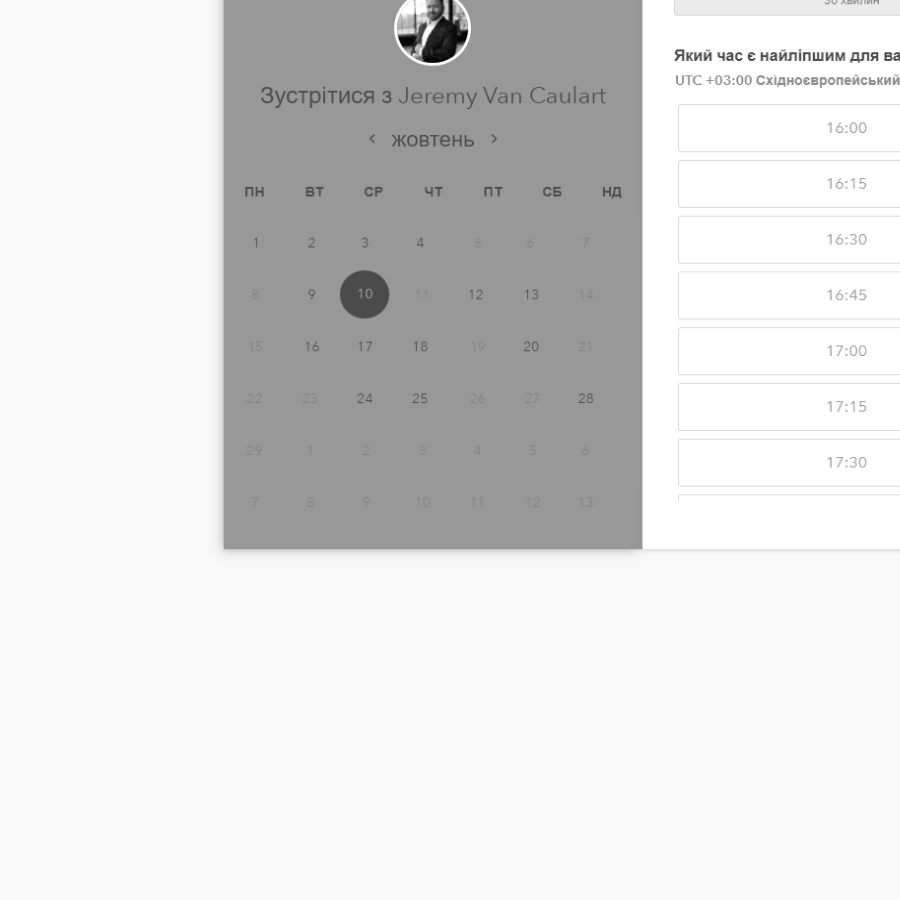 Зустрітися з Jeremy Van Caulart
жовтень
ПН ВТ СР ЧТ ПТ СБ НД
1 2 3 4 5 6 7
8 9 10 11 12 13 14
15 16 17 18 19 20 21
22 23 24 25 26 27 28
29 1 2 3 4 5 6
7 8 9 10 11 12 13
30 хвилин
Який час є найліпшим для ва
UTC +03:00 Східноєвропейський
16:00
16:15
16:30
16:45
17:00
17:15
17:30